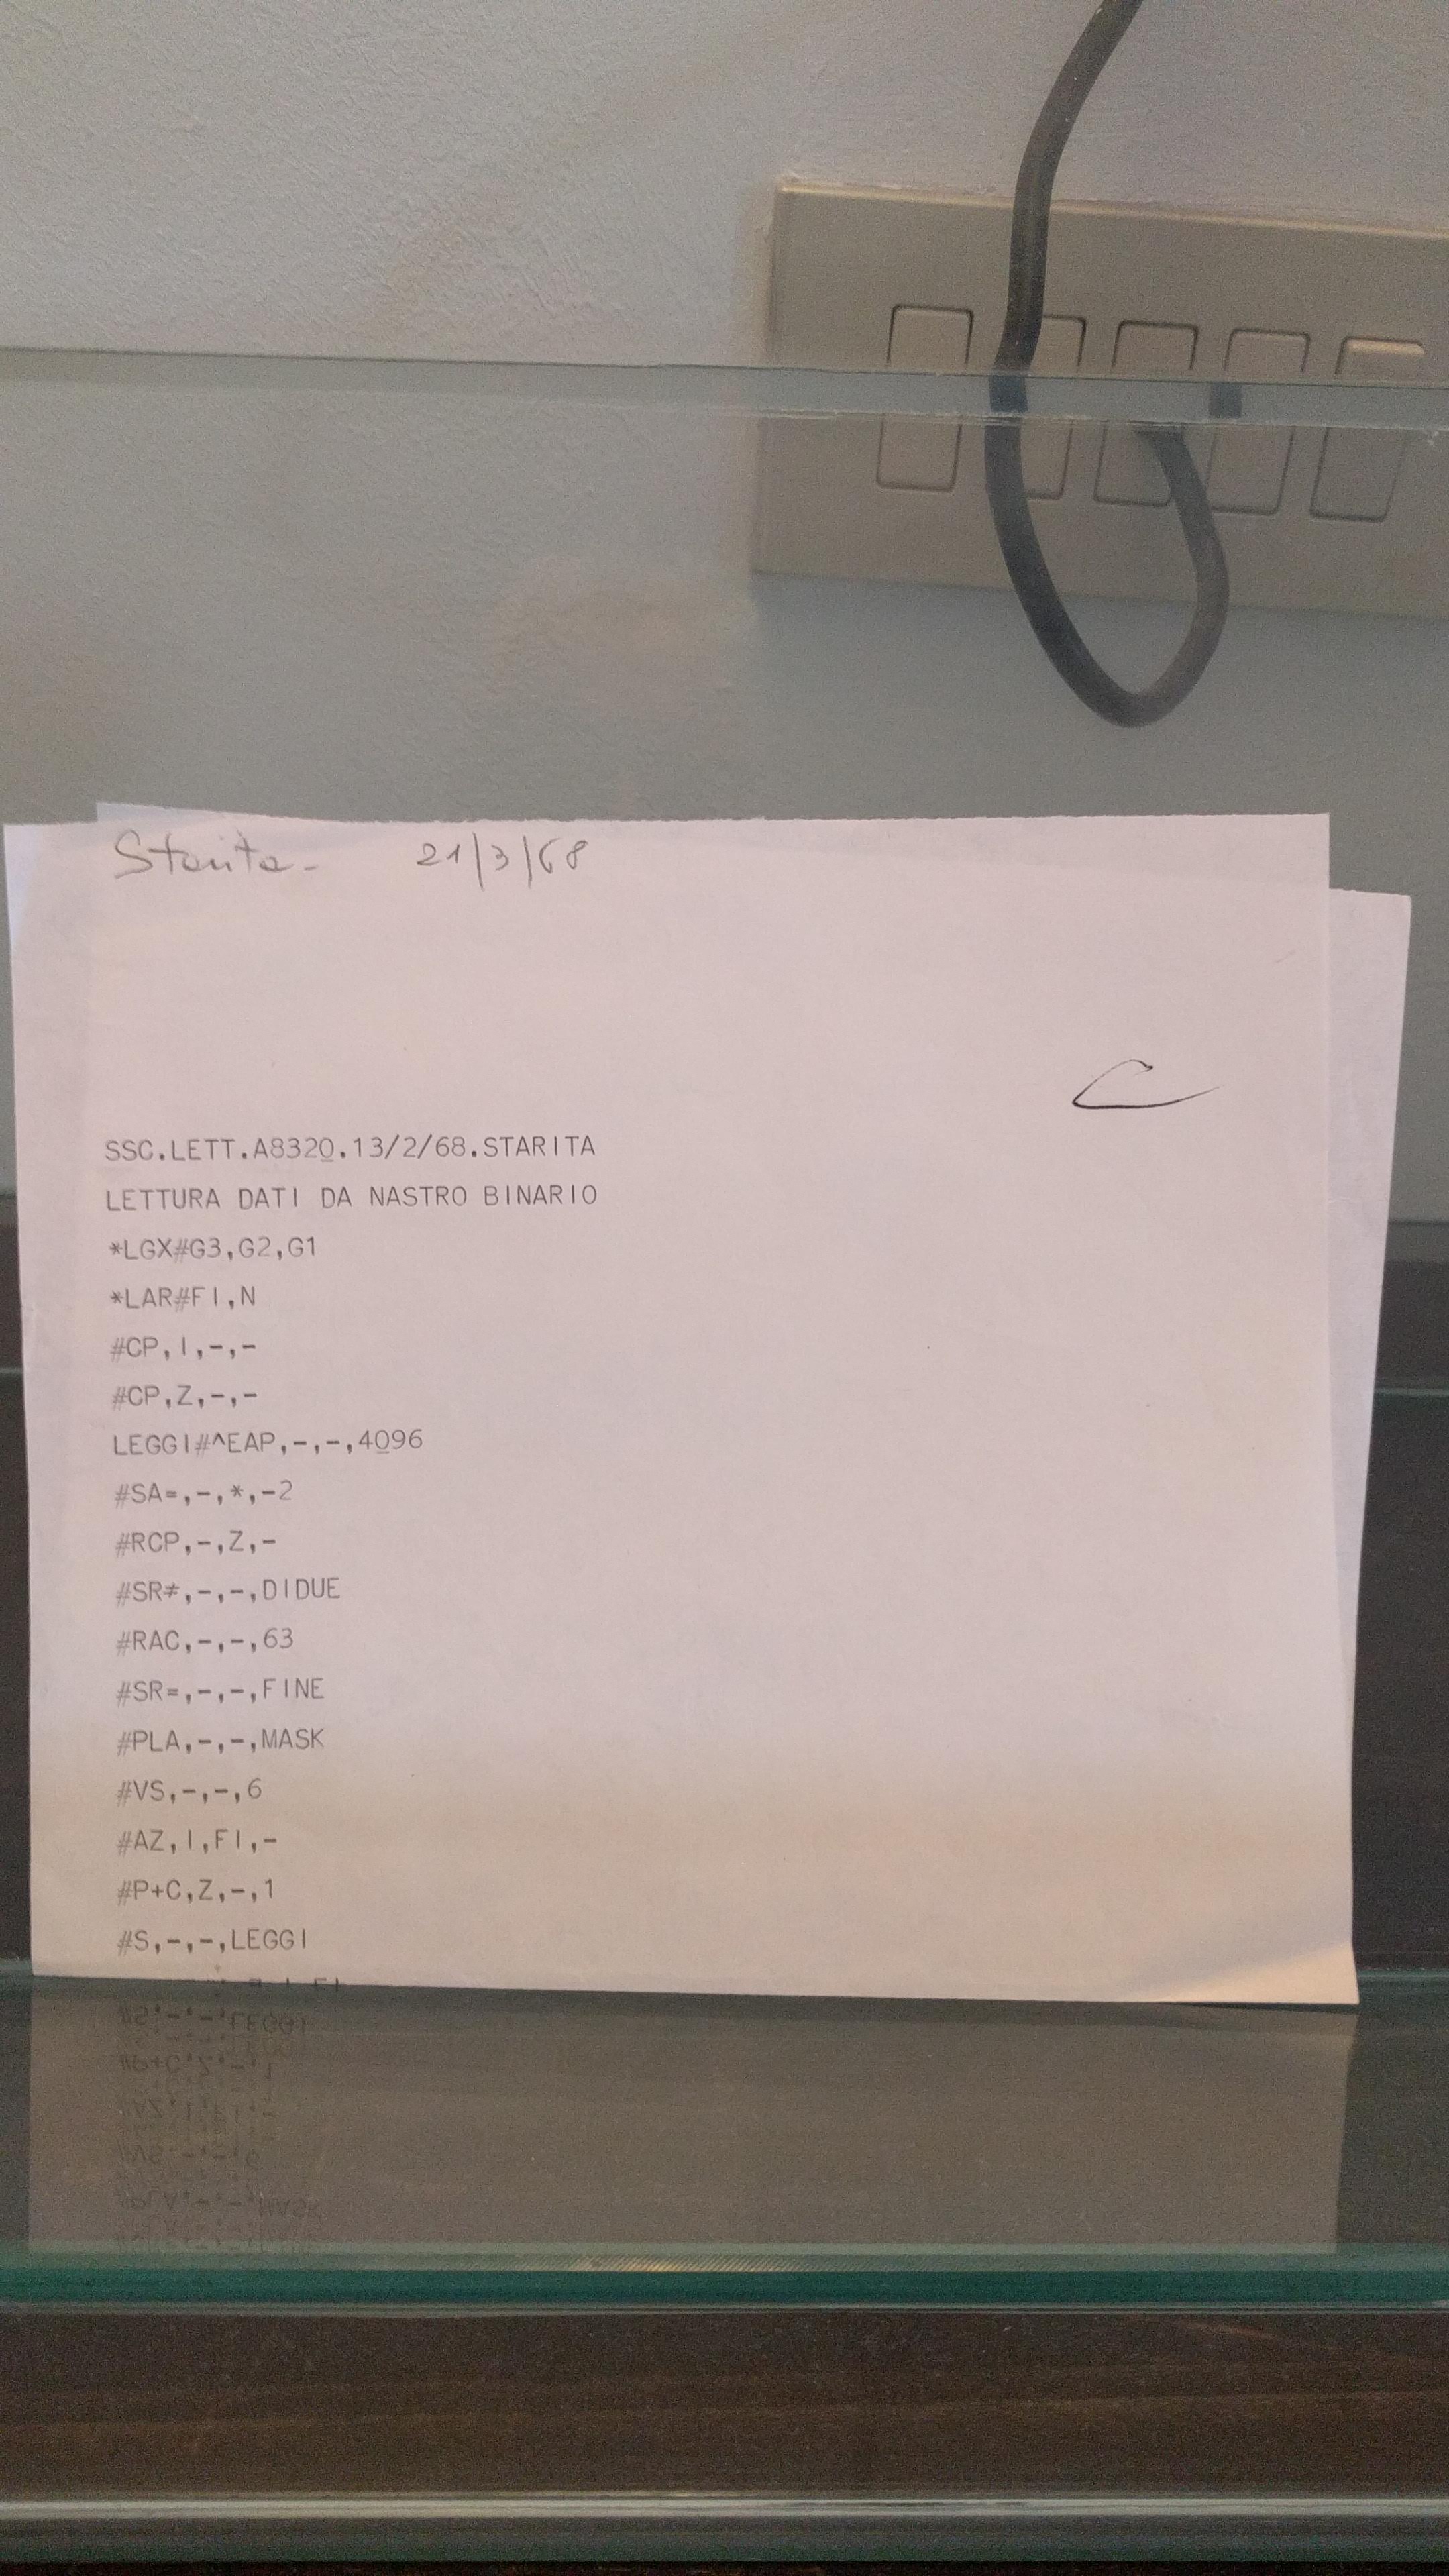 Starita - 21/3/68
C
SSC.LETT.A8320.13/2/68.STARITA
LETTURA DATI DA NASTRO BINARIO
*LGX#G3,G2,G1
*LAR#FI,N
#CP,I,-,-
#CP,Z,-,-
LEGGI#^EAP,-,-,4096
#SA=,-,*,-2
#RCP,-,Z,-
#SR≠,-,-,DIDUE
#RAC,-,-,63
#SR=,-,-,FINE
#PLA,-,-,MASK
#VS,-,-,6
#AZ,I,FI,-
#P+C,Z,-,1
#S,-,-,LEGGI